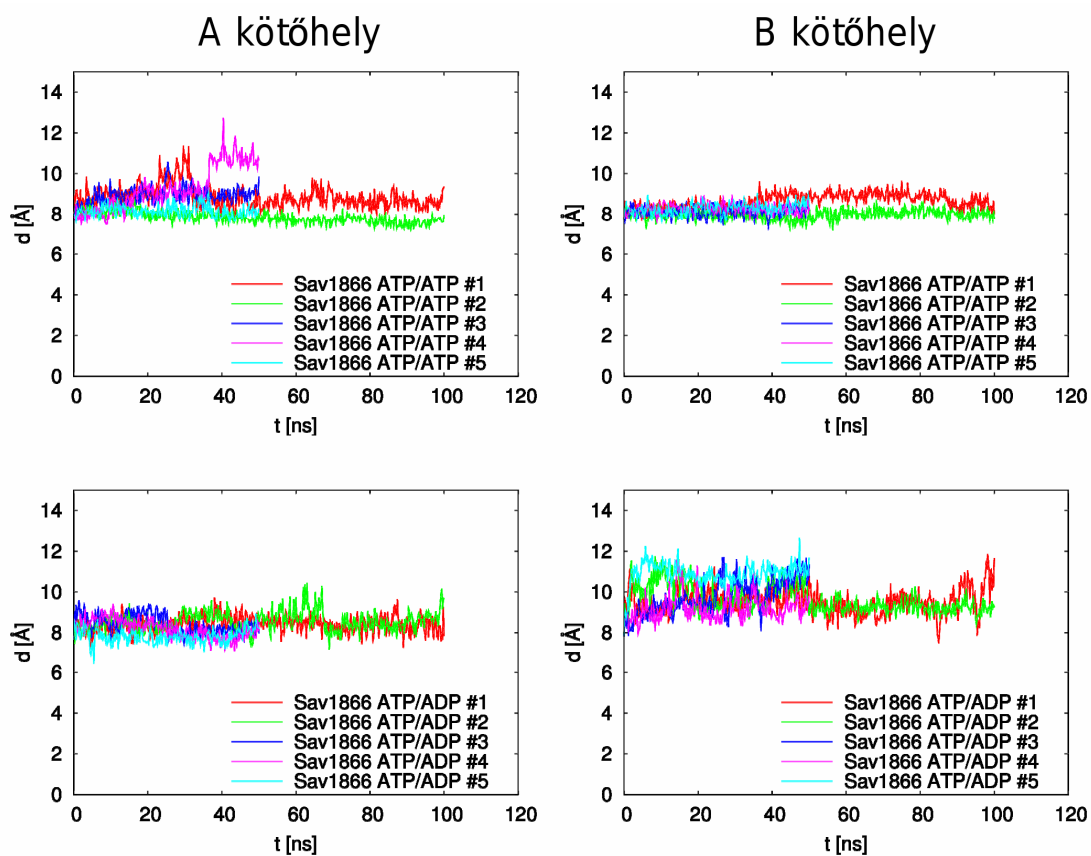 A kötőhely
B kötőhely
14
12
10
8
6
4
2
0
d [Å]
Sav1866 ATP/ATP #1
Sav1866 ATP/ATP #2
Sav1866 ATP/ATP #3
Sav1866 ATP/ATP #4
Sav1866 ATP/ATP #5
0 20 40 60 80 100 120
t [ns]
14
12
10
8
6
4
2
0
d [Å]
Sav1866 ATP/ATP #1
Sav1866 ATP/ATP #2
Sav1866 ATP/ATP #3
Sav1866 ATP/ATP #4
Sav1866 ATP/ATP #5
0 20 40 60 80 100 120
t [ns]
14
12
10
8
6
4
2
0
d [Å]
Sav1866 ATP/ADP #1
Sav1866 ATP/ADP #2
Sav1866 ATP/ADP #3
Sav1866 ATP/ADP #4
Sav1866 ATP/ADP #5
0 20 40 60 80 100 120
t [ns]
14
12
10
8
6
4
2
0
d [Å]
Sav1866 ATP/ADP #1
Sav1866 ATP/ADP #2
Sav1866 ATP/ADP #3
Sav1866 ATP/ADP #4
Sav1866 ATP/ADP #5
0 20 40 60 80 100 120
t [ns]